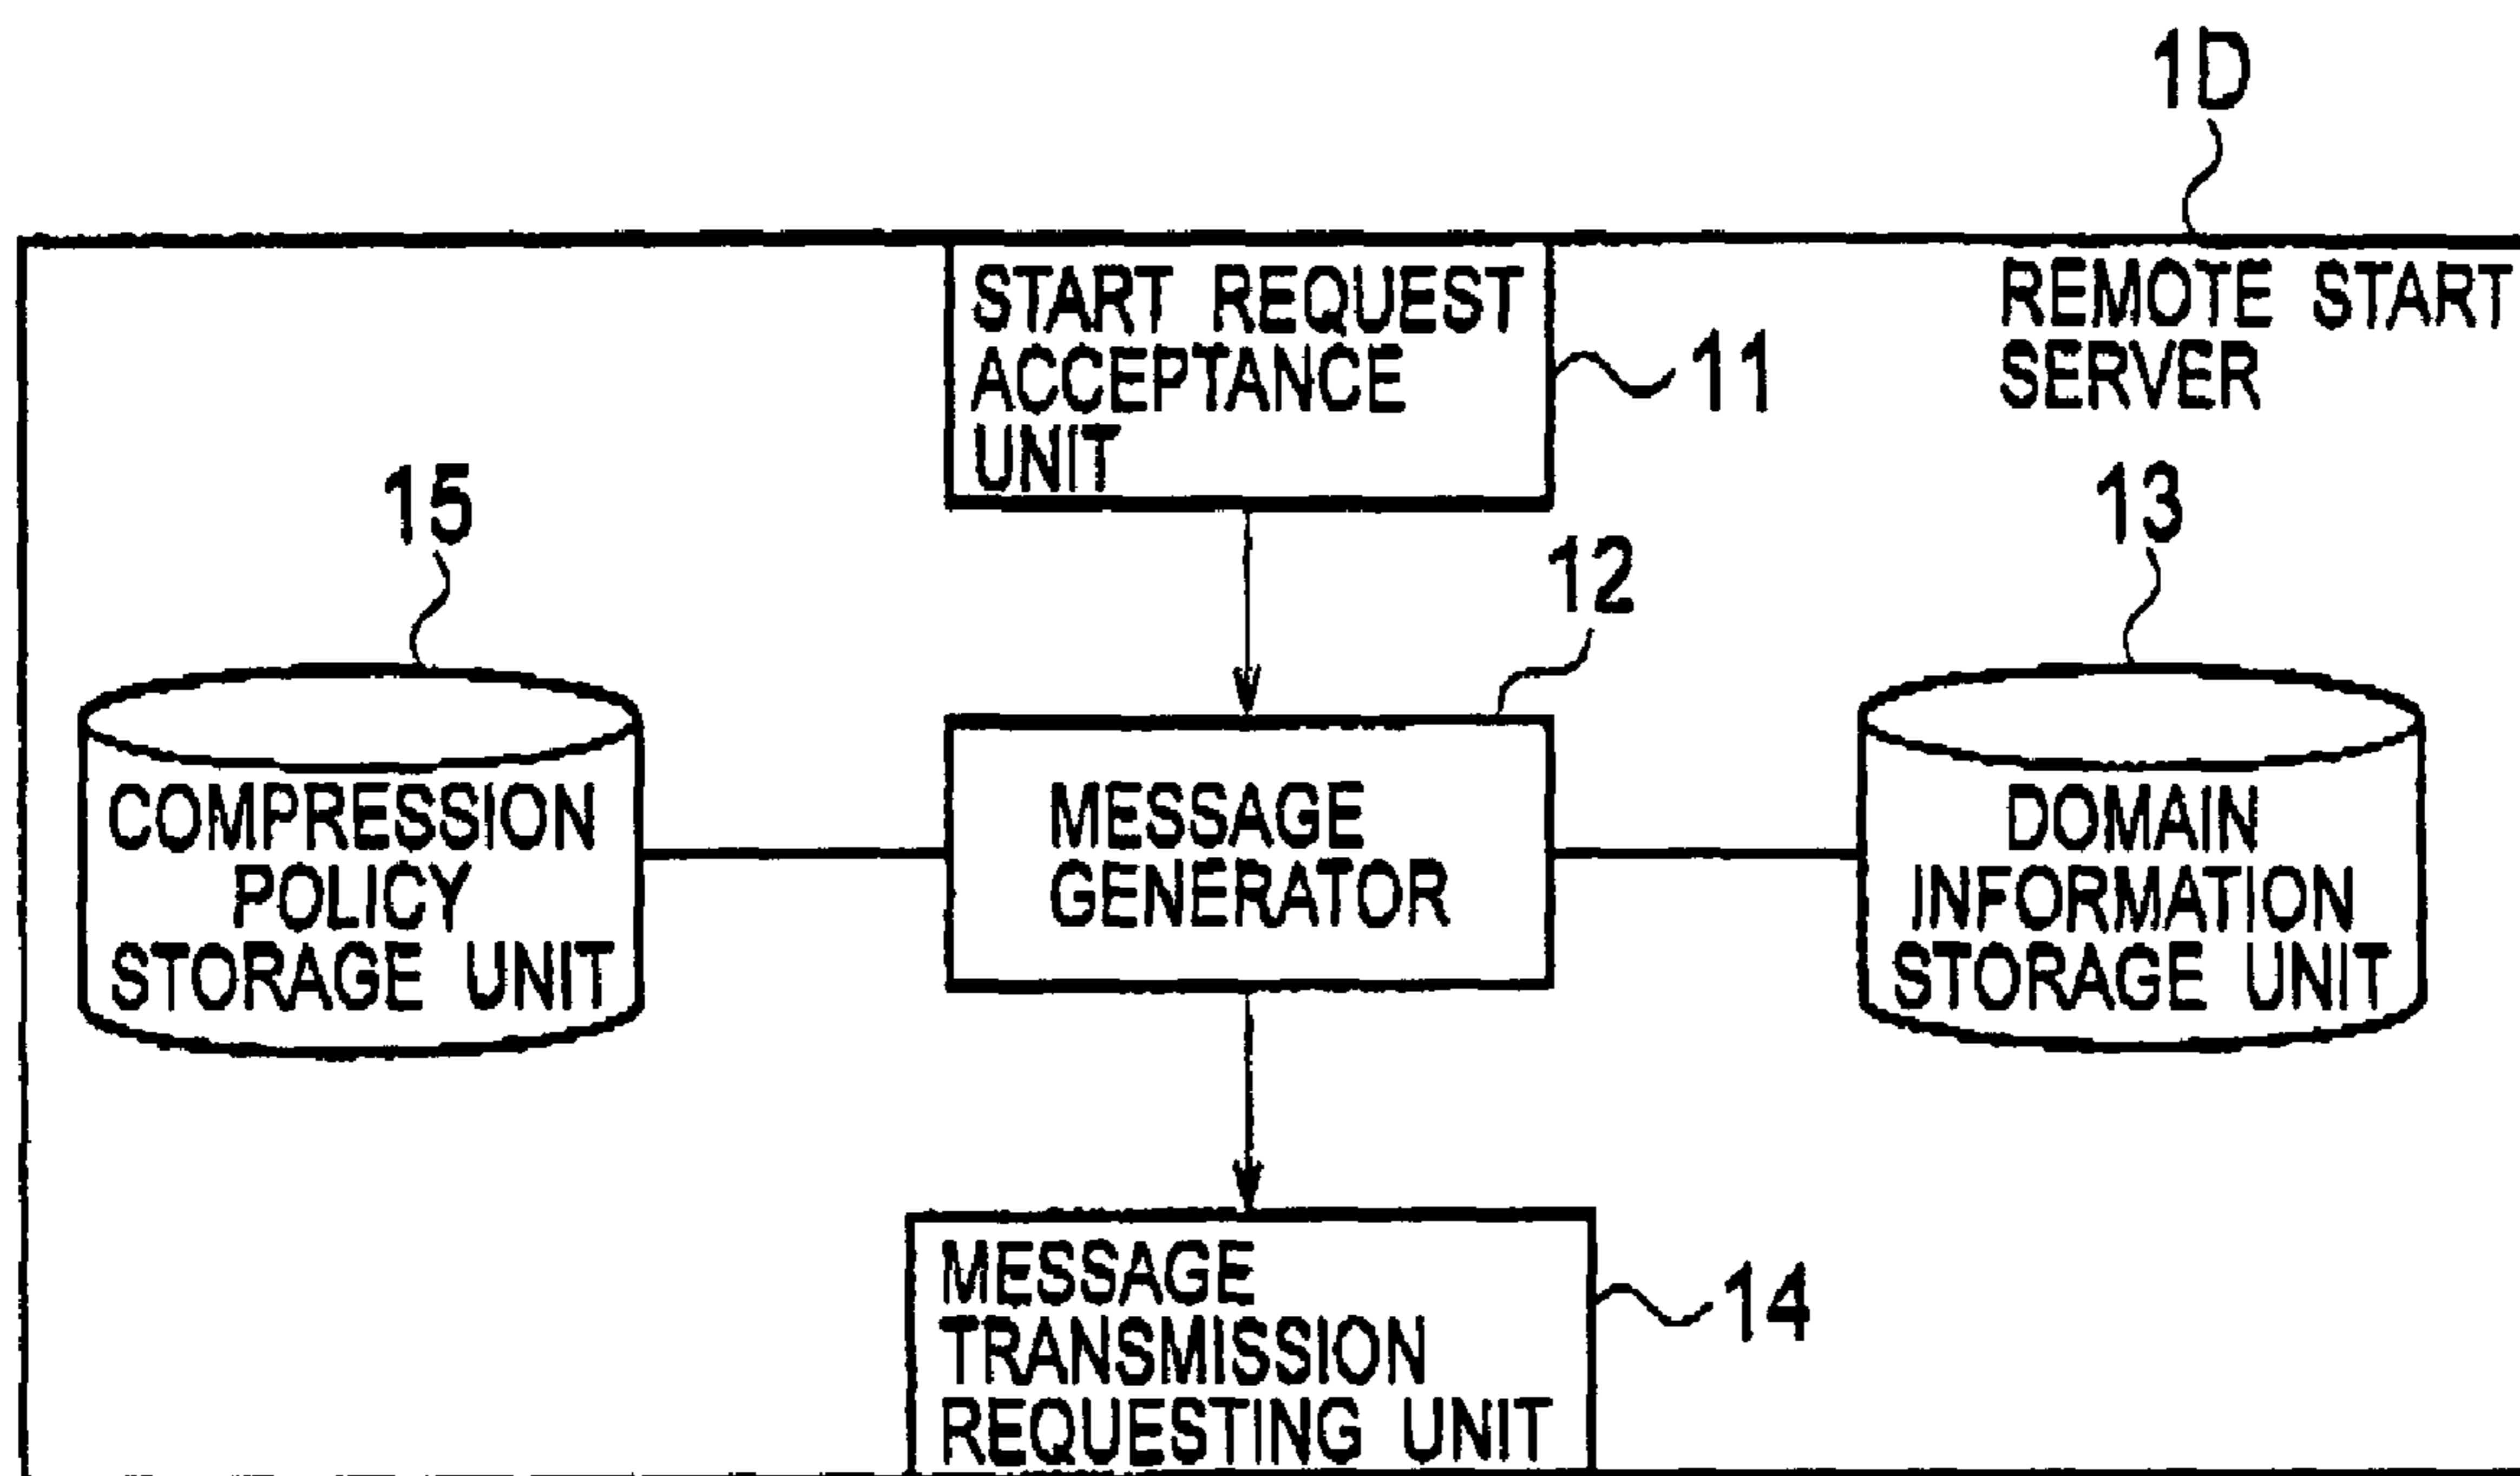 1D
REMOTE START
SERVER
START REQUEST
ACCEPTANCE
UNIT
11
15
13
12
COMPRESSION
POLICY
STORAGE UNIT
MESSAGE
GENERATOR
DOMAIN
INFORMATION
STORAGE UNIT
MESSAGE
TRANSMISSION
REQUESTING UNIT
14